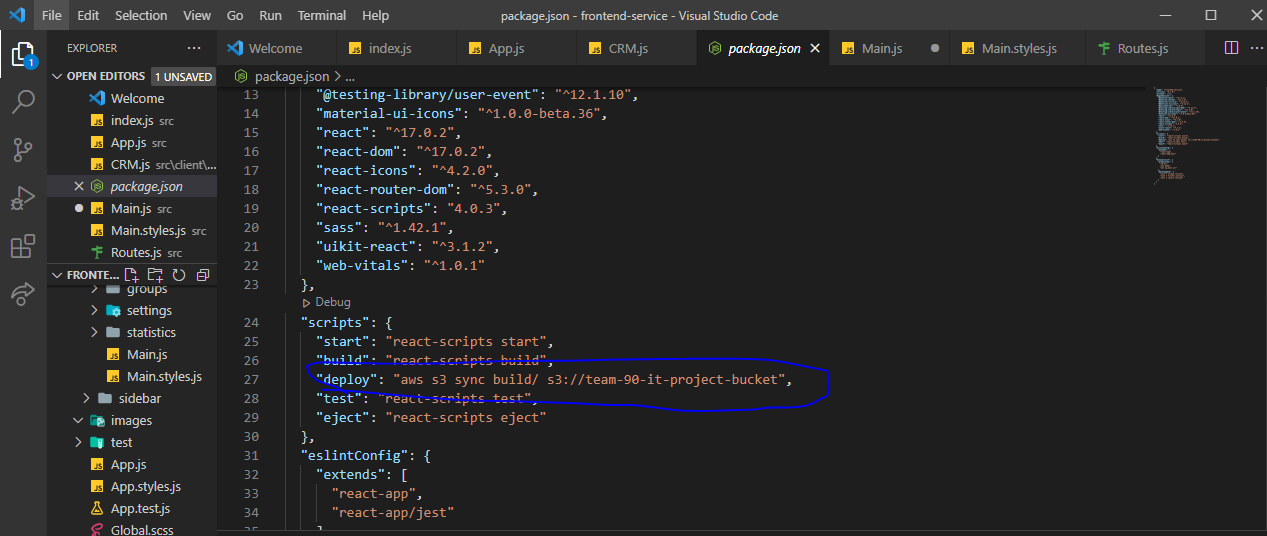 File Edit Selection View Go Run Terminal Help package.json - frontend-service - Visual Studio Code
EXPLORER
Welcome index.js App.js CRM.js package.json Main.js Main.styles.js Routes.js
OPEN EDITORS 1 UNSAVED
package.json > ...
Welcome
index.js src
App.js src
CRM.js src\client\...
package.json
Main.js src
Main.styles.js src
Routes.js src
FRONTE...
groups
settings
statistics
Main.js
Main.styles.js
sidebar
images
test
App.js
App.styles.js
App.test.js
Global.scss
1
13 "@testing-library/user-event": "^12.1.10",
14 "material-ui-icons": "^1.0.0-beta.36",
15 "react": "^17.0.2",
16 "react-dom": "^17.0.2",
17 "react-icons": "^4.2.0",
18 "react-router-dom": "^5.3.0",
19 "react-scripts": "4.0.3",
20 "sass": "^1.42.1",
21 "uikit-react": "^3.1.2",
22 "web-vitals": "^1.0.1"
23 },
Debug
24 "scripts": {
25 "start": "react-scripts start",
26 "build": "react-scripts build",
27 "deploy": "aws s3 sync build/ s3://team-90-it-project-bucket",
28 "test": "react-scripts test",
29 "eject": "react-scripts eject"
30 },
31 "eslintConfig": {
32 "extends": [
33 "react-app",
34 "react-app/jest"
35 ]